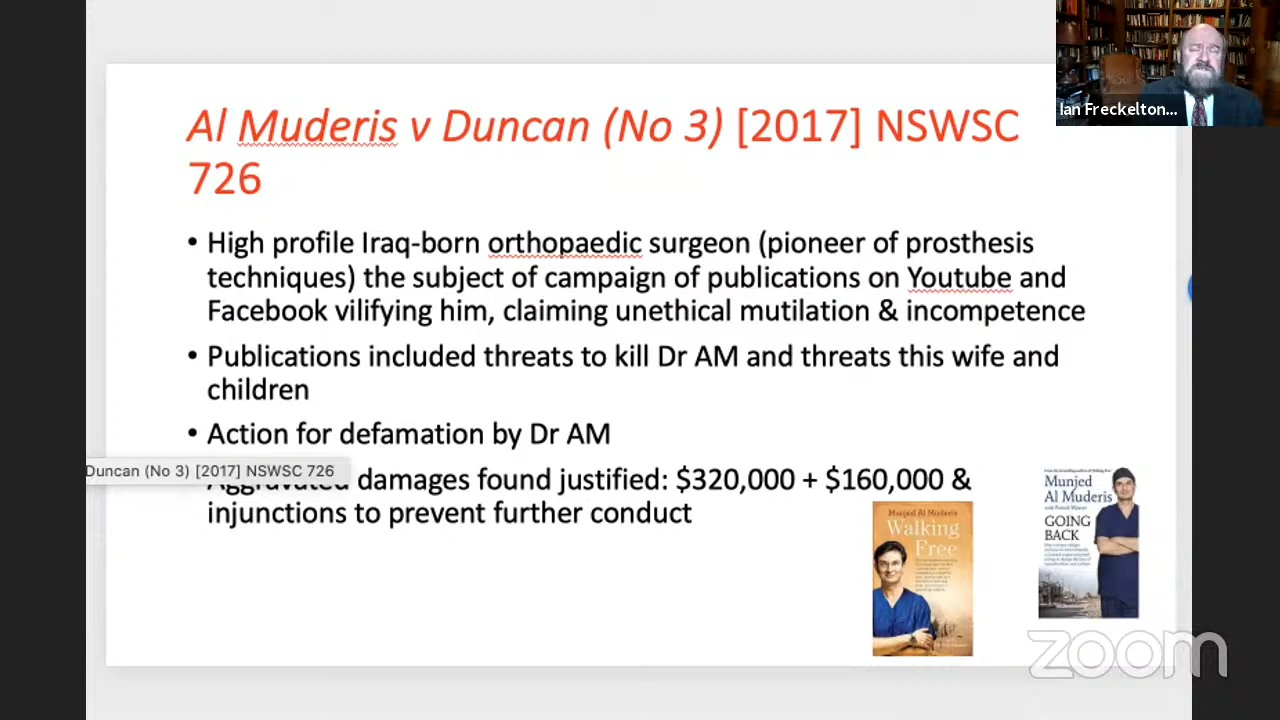 Ian Freckelton...
Al Muderis v Duncan (No 3) [2017] NSWSC
726
• High profile Iraq-born orthopaedic surgeon (pioneer of prosthesis
techniques) the subject of campaign of publications on Youtube and
Facebook vilifying him, claiming unethical mutilation & incompetence
• Publications included threats to kill Dr AM and threats this wife and
children
• Action for defamation by Dr AM
Duncan (No 3) [2017] NSWSC 726
Aggravated damages found justified: $320,000 + $160,000 &
injunctions to prevent further conduct
Munjed Al Muderis
Walking
Free
Munjed
Al Muderis
GOING
BACK
zoom